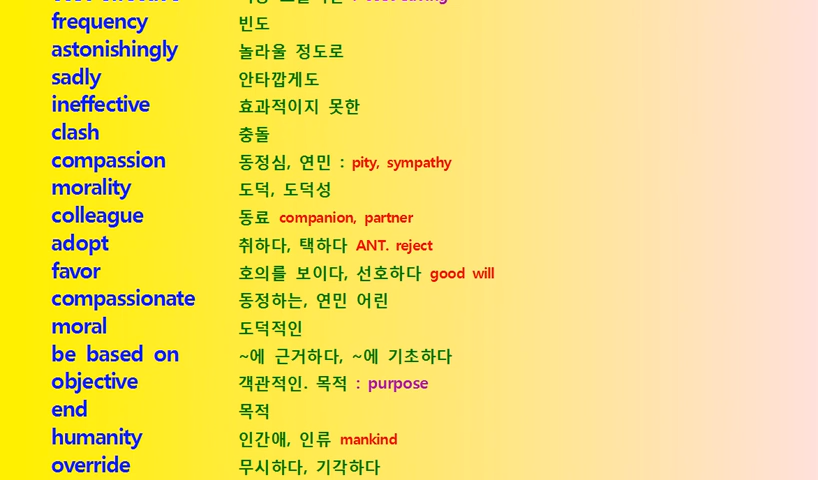 frequency 빈도
astonishingly 놀라울 정도로
sadly 안타깝게도
ineffective 효과적이지 못한
clash 충돌
compassion 동정심, 연민 : pity, sympathy
morality 도덕, 도덕성
colleague 동료 companion, partner
adopt 취하다, 택하다 ANT. reject
favor 호의를 보이다, 선호하다 good will
compassionate 동정하는, 연민 어린
moral 도덕적인
be based on ~에 근거하다, ~에 기초하다
objective 객관적인. 목적 : purpose
end 목적
humanity 인간애, 인류 mankind
override 무시하다, 기각하다